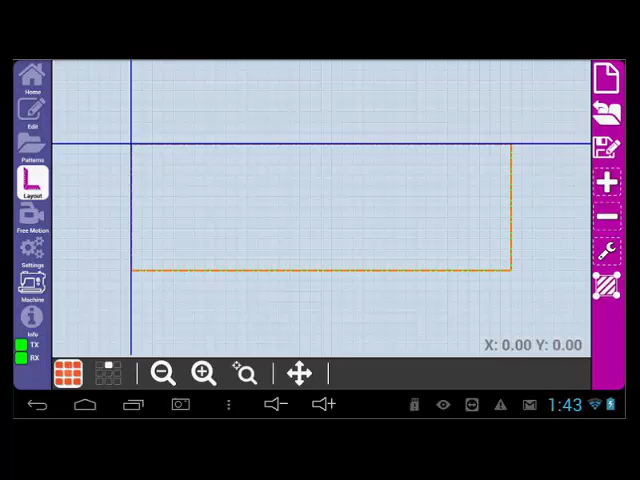 Home
Edit
Patterns
Layout
Free Motion
Settings
Machine
Info
TX
RX
X: 0.00 Y: 0.00
1:43